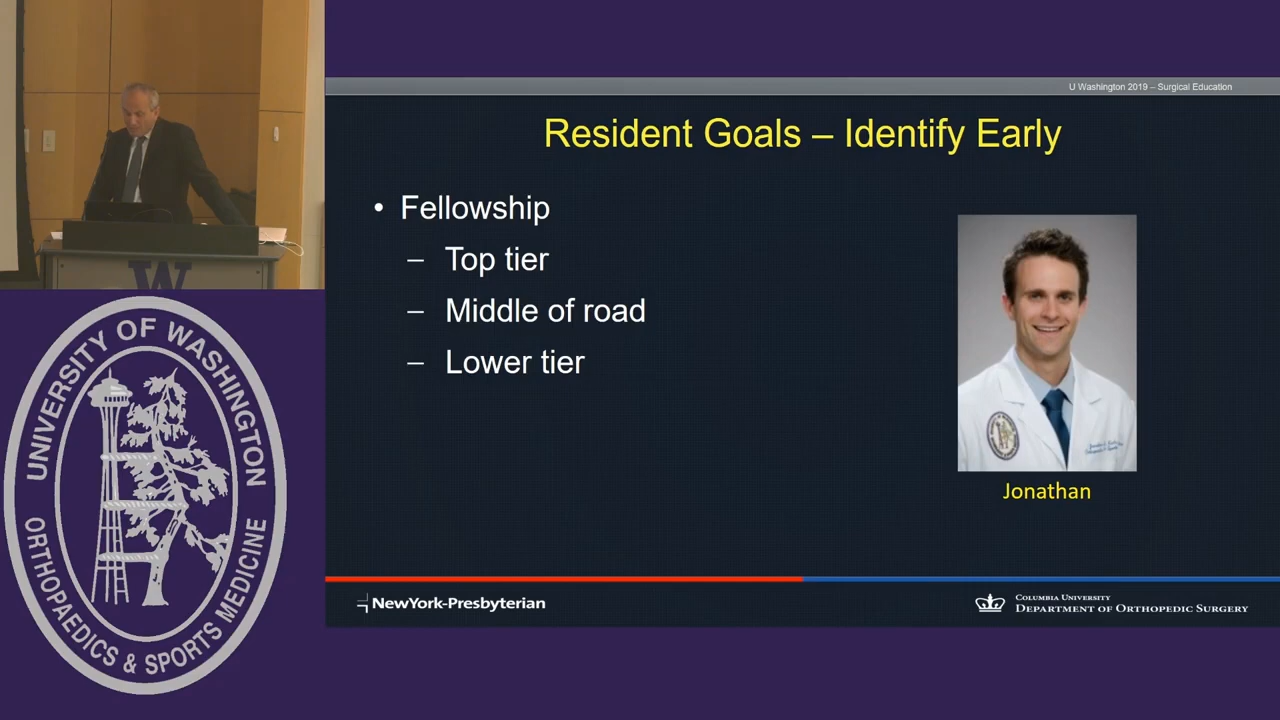 U Washington 2019 – Surgical Education
Resident Goals – Identify Early
• Fellowship
– Top tier
– Middle of road
– Lower tier
Jonathan
NewYork-Presbyterian
COLUMBIA UNIVERSITY
DEPARTMENT OF ORTHOPEDIC SURGERY
W
UNIVERSITY OF WASHINGTON
ORTHOPAEDICS & SPORTS MEDICINE